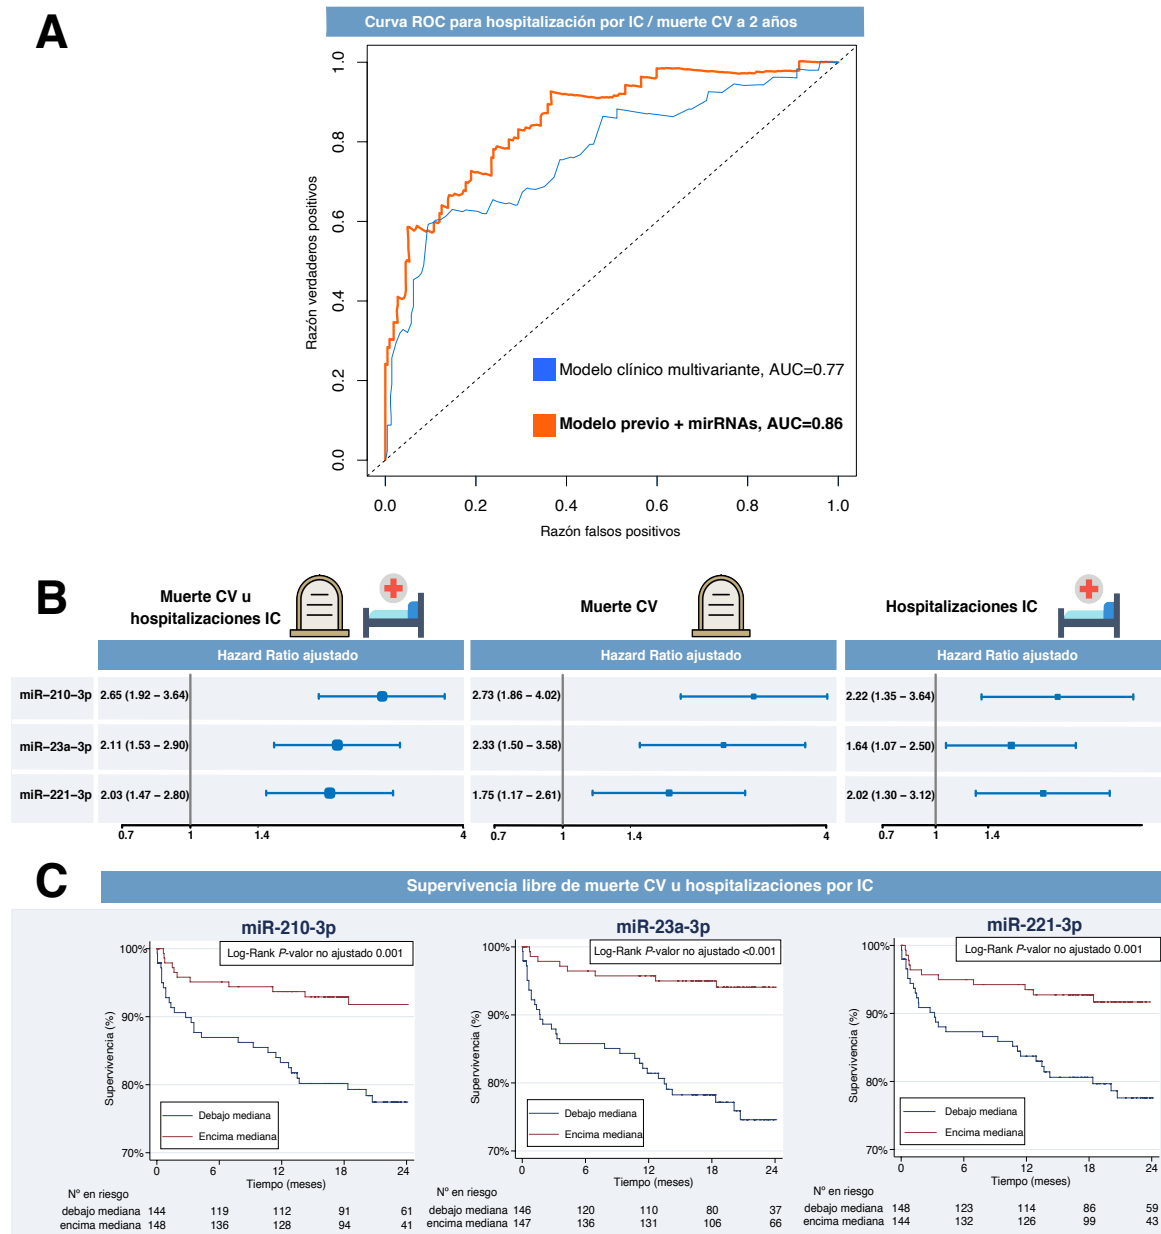 A
Curva ROC para hospitalización por IC / muerte CV a 2 años
Razón verdaderos positivos
1.0
0.8
0.6
0.4
0.2
0.0
Modelo clínico multivariante, AUC=0.77
Modelo previo + mirRNAs, AUC=0.86
0.0 0.2 0.4 0.6 0.8 1.0
Razón falsos positivos
B
Muerte CV u
hospitalizaciones IC
Muerte CV
Hospitalizaciones IC
Hazard Ratio ajustado
Hazard Ratio ajustado
Hazard Ratio ajustado
miR-210-3p 2.65 (1.92 – 3.64) 2.73 (1.86 – 4.02) 2.22 (1.35 – 3.64)
miR-23a-3p 2.11 (1.53 – 2.90) 2.33 (1.50 – 3.58) 1.64 (1.07 – 2.50)
miR-221-3p 2.03 (1.47 – 2.80) 1.75 (1.17 – 2.61) 2.02 (1.30 – 3.12)
0.7 1 1.4 4
0.7 1 1.4 4
0.7 1 1.4
C
Supervivencia libre de muerte CV u hospitalizaciones por IC
miR-210-3p
Log-Rank P-valor no ajustado 0.001
Supervivencia (%)
100%
90%
80%
70%
Debajo mediana
Encima mediana
0 6 12 18 24
Tiempo (meses)
Nº en riesgo
debajo mediana 144 119 112 91 61
encima mediana 148 136 128 94 41
miR-23a-3p
Log-Rank P-valor no ajustado <0.001
Supervivencia (%)
100%
90%
80%
70%
Debajo mediana
Encima mediana
0 6 12 18 24
Tiempo (meses)
Nº en riesgo
debajo mediana 146 120 110 80 37
encima mediana 147 136 131 106 66
miR-221-3p
Log-Rank P-valor no ajustado 0.001
Supervivencia (%)
100%
90%
80%
70%
Debajo mediana
Encima mediana
0 6 12 18 24
Tiempo (meses)
Nº en riesgo
debajo mediana 148 123 114 86 59
encima mediana 144 132 126 99 43